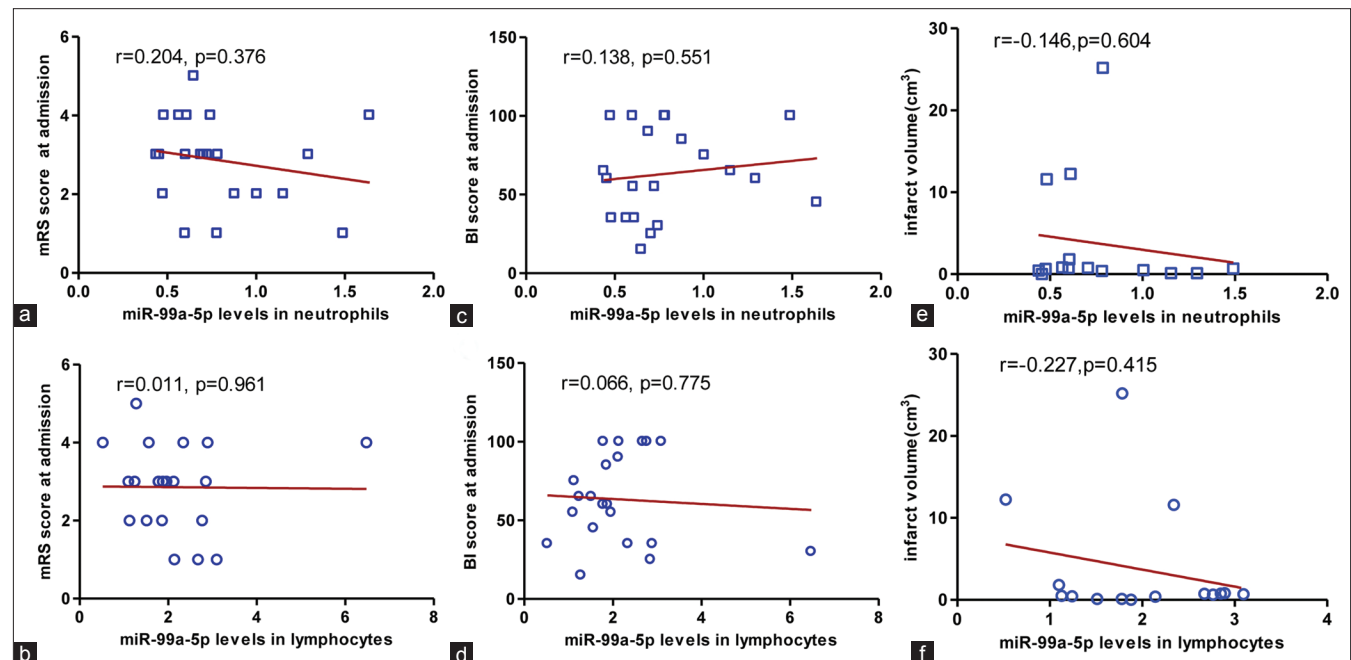 r=0.204, p=0.376
mRS score at admission
6
4
2
0
0.0 0.5 1.0 1.5 2.0
miR-99a-5p levels in neutrophils
a
r=0.138, p=0.551
BI score at admission
150
100
50
0
0.0 0.5 1.0 1.5 2.0
miR-99a-5p levels in neutrophils
c
r=-0.146,p=0.604
infarct volume(cm³)
30
20
10
0
0.0 0.5 1.0 1.5 2.0
miR-99a-5p levels in neutrophils
e
r=0.011, p=0.961
mRS score at admission
6
4
2
0
0 2 4 6 8
miR-99a-5p levels in lymphocytes
b
r=0.066, p=0.775
BI score at admission
150
100
50
0
0 2 4 6 8
miR-99a-5p levels in lymphocytes
d
r=-0.227,p=0.415
infarct volume(cm³)
30
20
10
0
0 1 2 3 4
miR-99a-5p levels in lymphocytes
f